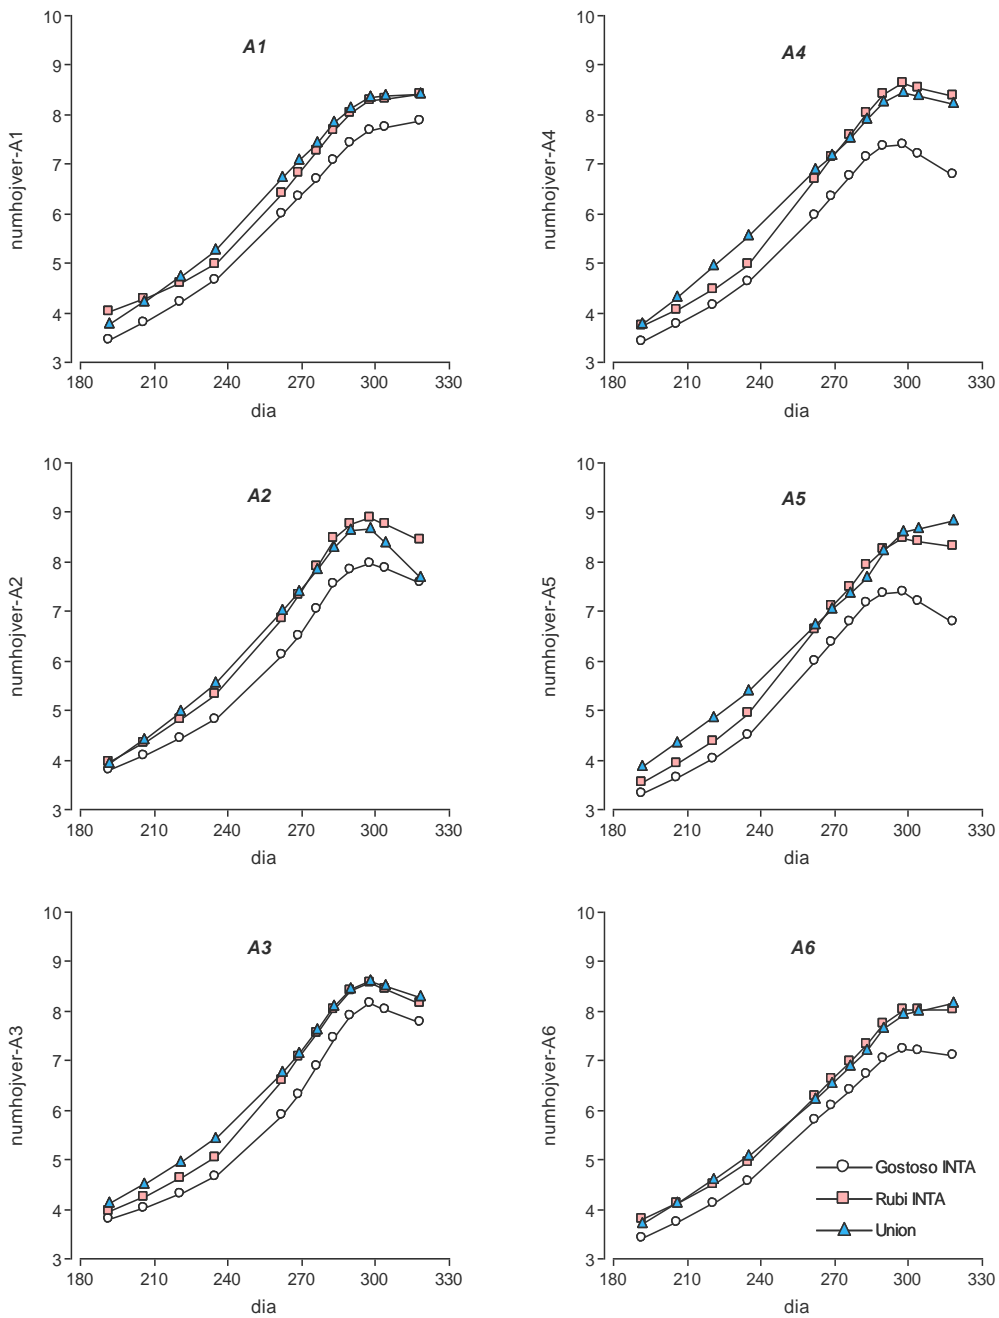 A1
numhojver-A1
10
9
8
7
6
5
4
3
180 210 240 270 300 330
dia
A4
numhojver-A4
10
9
8
7
6
5
4
3
180 210 240 270 300 330
dia
A2
numhojver-A2
10
9
8
7
6
5
4
3
180 210 240 270 300 330
dia
A5
numhojver-A5
10
9
8
7
6
5
4
3
180 210 240 270 300 330
dia
A3
numhojver-A3
10
9
8
7
6
5
4
3
180 210 240 270 300 330
dia
A6
numhojver-A6
10
9
8
7
6
5
4
3
180 210 240 270 300 330
dia
Gostoso INTA
Rubi INTA
Union